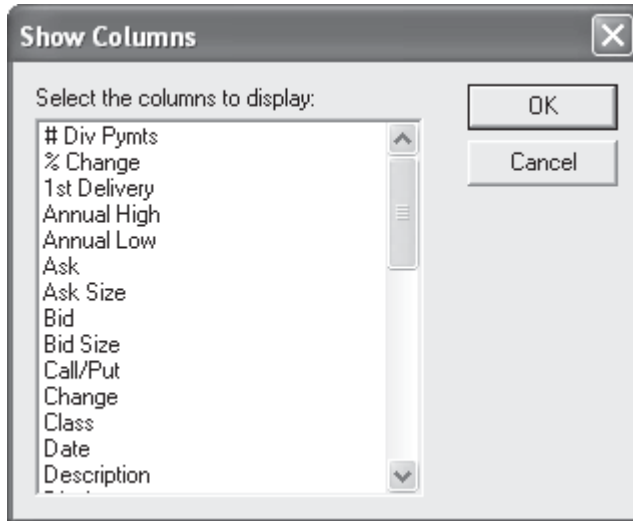 Show Columns
Select the columns to display:
OK
Cancel
# Div Pymts
% Change
1st Delivery
Annual High
Annual Low
Ask
Ask Size
Bid
Bid Size
Call/Put
Change
Class
Date
Description